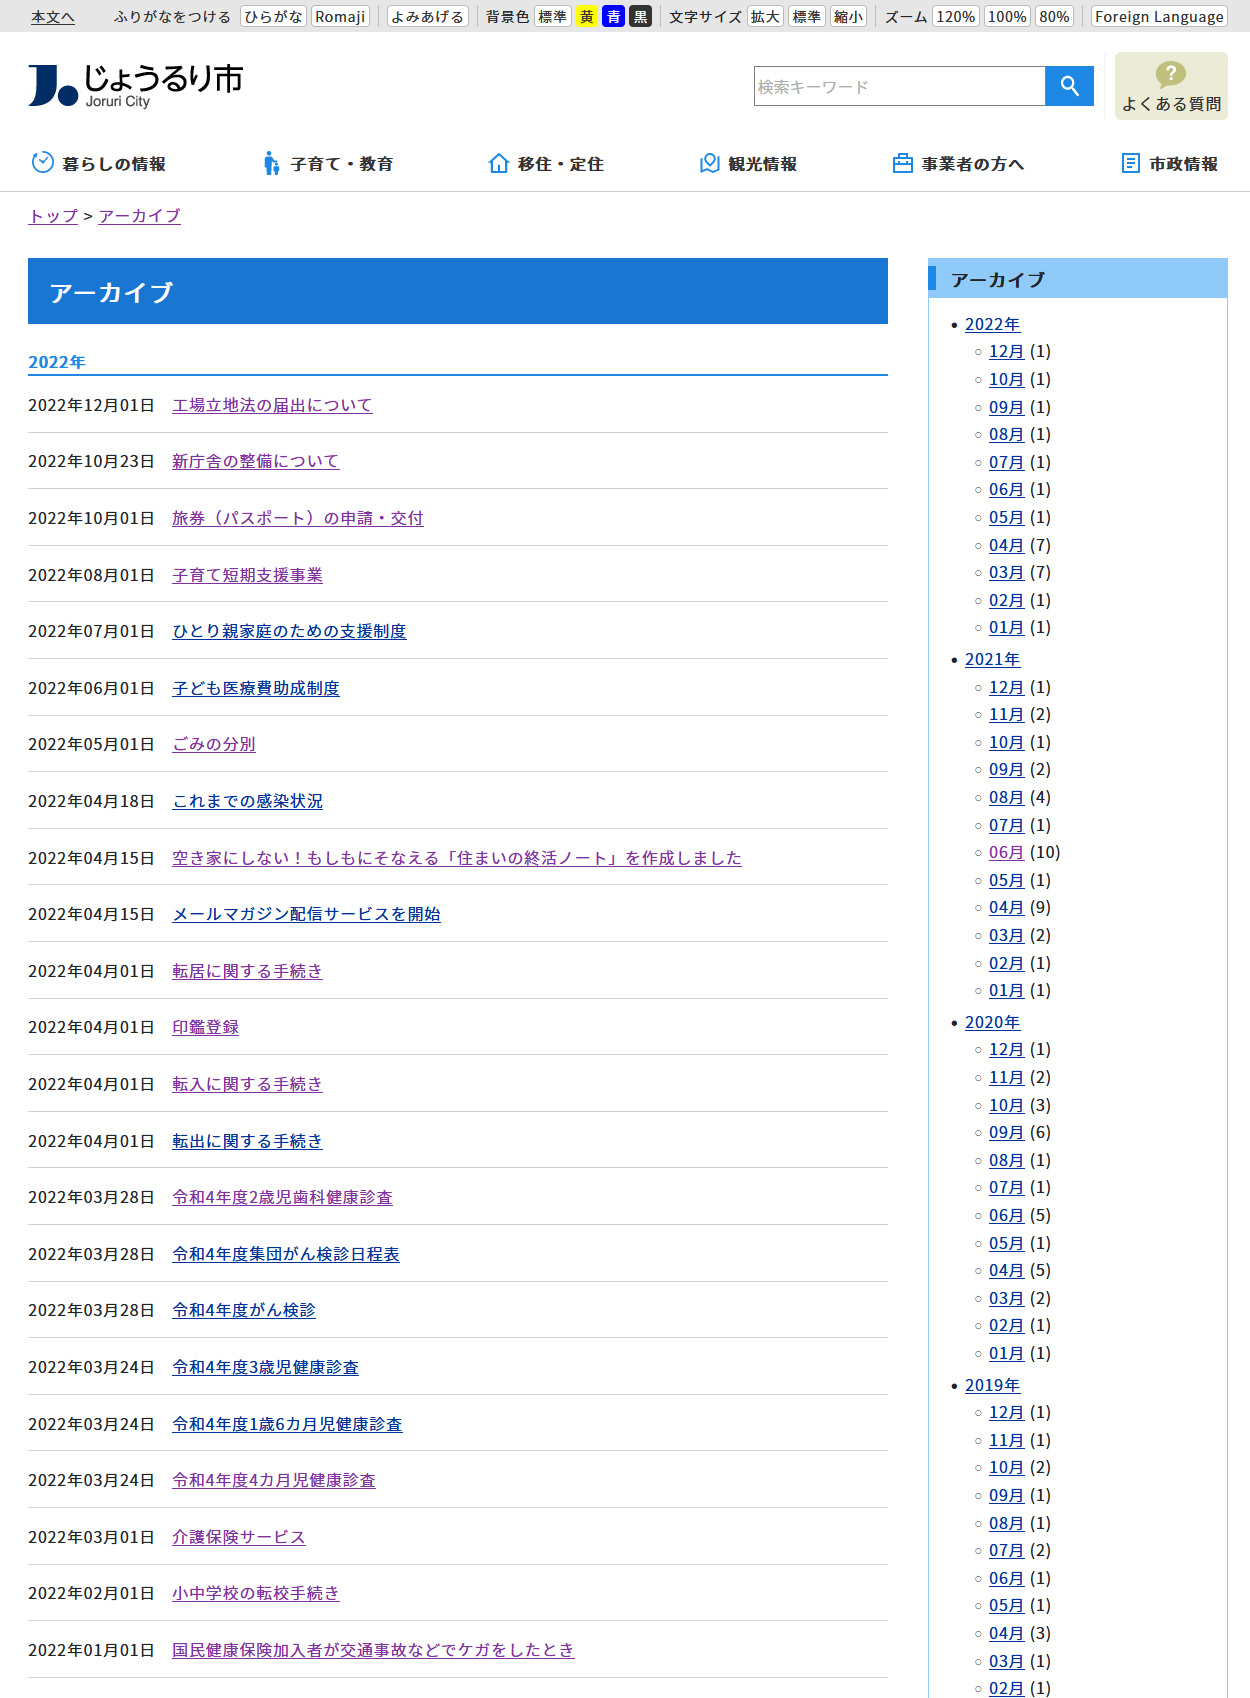 本文へ ふりがなをつける ひらがな Romaji よみあげる 背景色 標準 黄 青 黒 文字サイズ 拡大 標準 縮小 ズーム 120% 100% 80% Foreign Language
じょうるり市
Joruri City
検索キーワード
よくある質問
暮らしの情報 子育て・教育 移住・定住 観光情報 事業者の方へ 市政情報
トップ > アーカイブ
アーカイブ
2022年
2022年12月01日 工場立地法の届出について
2022年10月23日 新庁舎の整備について
2022年10月01日 旅券（パスポート）の申請・交付
2022年08月01日 子育て短期支援事業
2022年07月01日 ひとり親家庭のための支援制度
2022年06月01日 子ども医療費助成制度
2022年05月01日 ごみの分別
2022年04月18日 これまでの感染状況
2022年04月15日 空き家にしない！もしもにそなえる「住まいの終活ノート」を作成しました
2022年04月15日 メールマガジン配信サービスを開始
2022年04月01日 転居に関する手続き
2022年04月01日 印鑑登録
2022年04月01日 転入に関する手続き
2022年04月01日 転出に関する手続き
2022年03月28日 令和4年度2歳児歯科健康診査
2022年03月28日 令和4年度集団がん検診日程表
2022年03月28日 令和4年度がん検診
2022年03月24日 令和4年度3歳児健康診査
2022年03月24日 令和4年度1歳6カ月児健康診査
2022年03月24日 令和4年度4カ月児健康診査
2022年03月01日 介護保険サービス
2022年02月01日 小中学校の転校手続き
2022年01月01日 国民健康保険加入者が交通事故などでケガをしたとき
アーカイブ
2022年
12月 (1)
10月 (1)
09月 (1)
08月 (1)
07月 (1)
06月 (1)
05月 (1)
04月 (7)
03月 (7)
02月 (1)
01月 (1)
2021年
12月 (1)
11月 (2)
10月 (1)
09月 (2)
08月 (4)
07月 (1)
06月 (10)
05月 (1)
04月 (9)
03月 (2)
02月 (1)
01月 (1)
2020年
12月 (1)
11月 (2)
10月 (3)
09月 (6)
08月 (1)
07月 (1)
06月 (5)
05月 (1)
04月 (5)
03月 (2)
02月 (1)
01月 (1)
2019年
12月 (1)
11月 (1)
10月 (2)
09月 (1)
08月 (1)
07月 (2)
06月 (1)
05月 (1)
04月 (3)
03月 (1)
02月 (1)